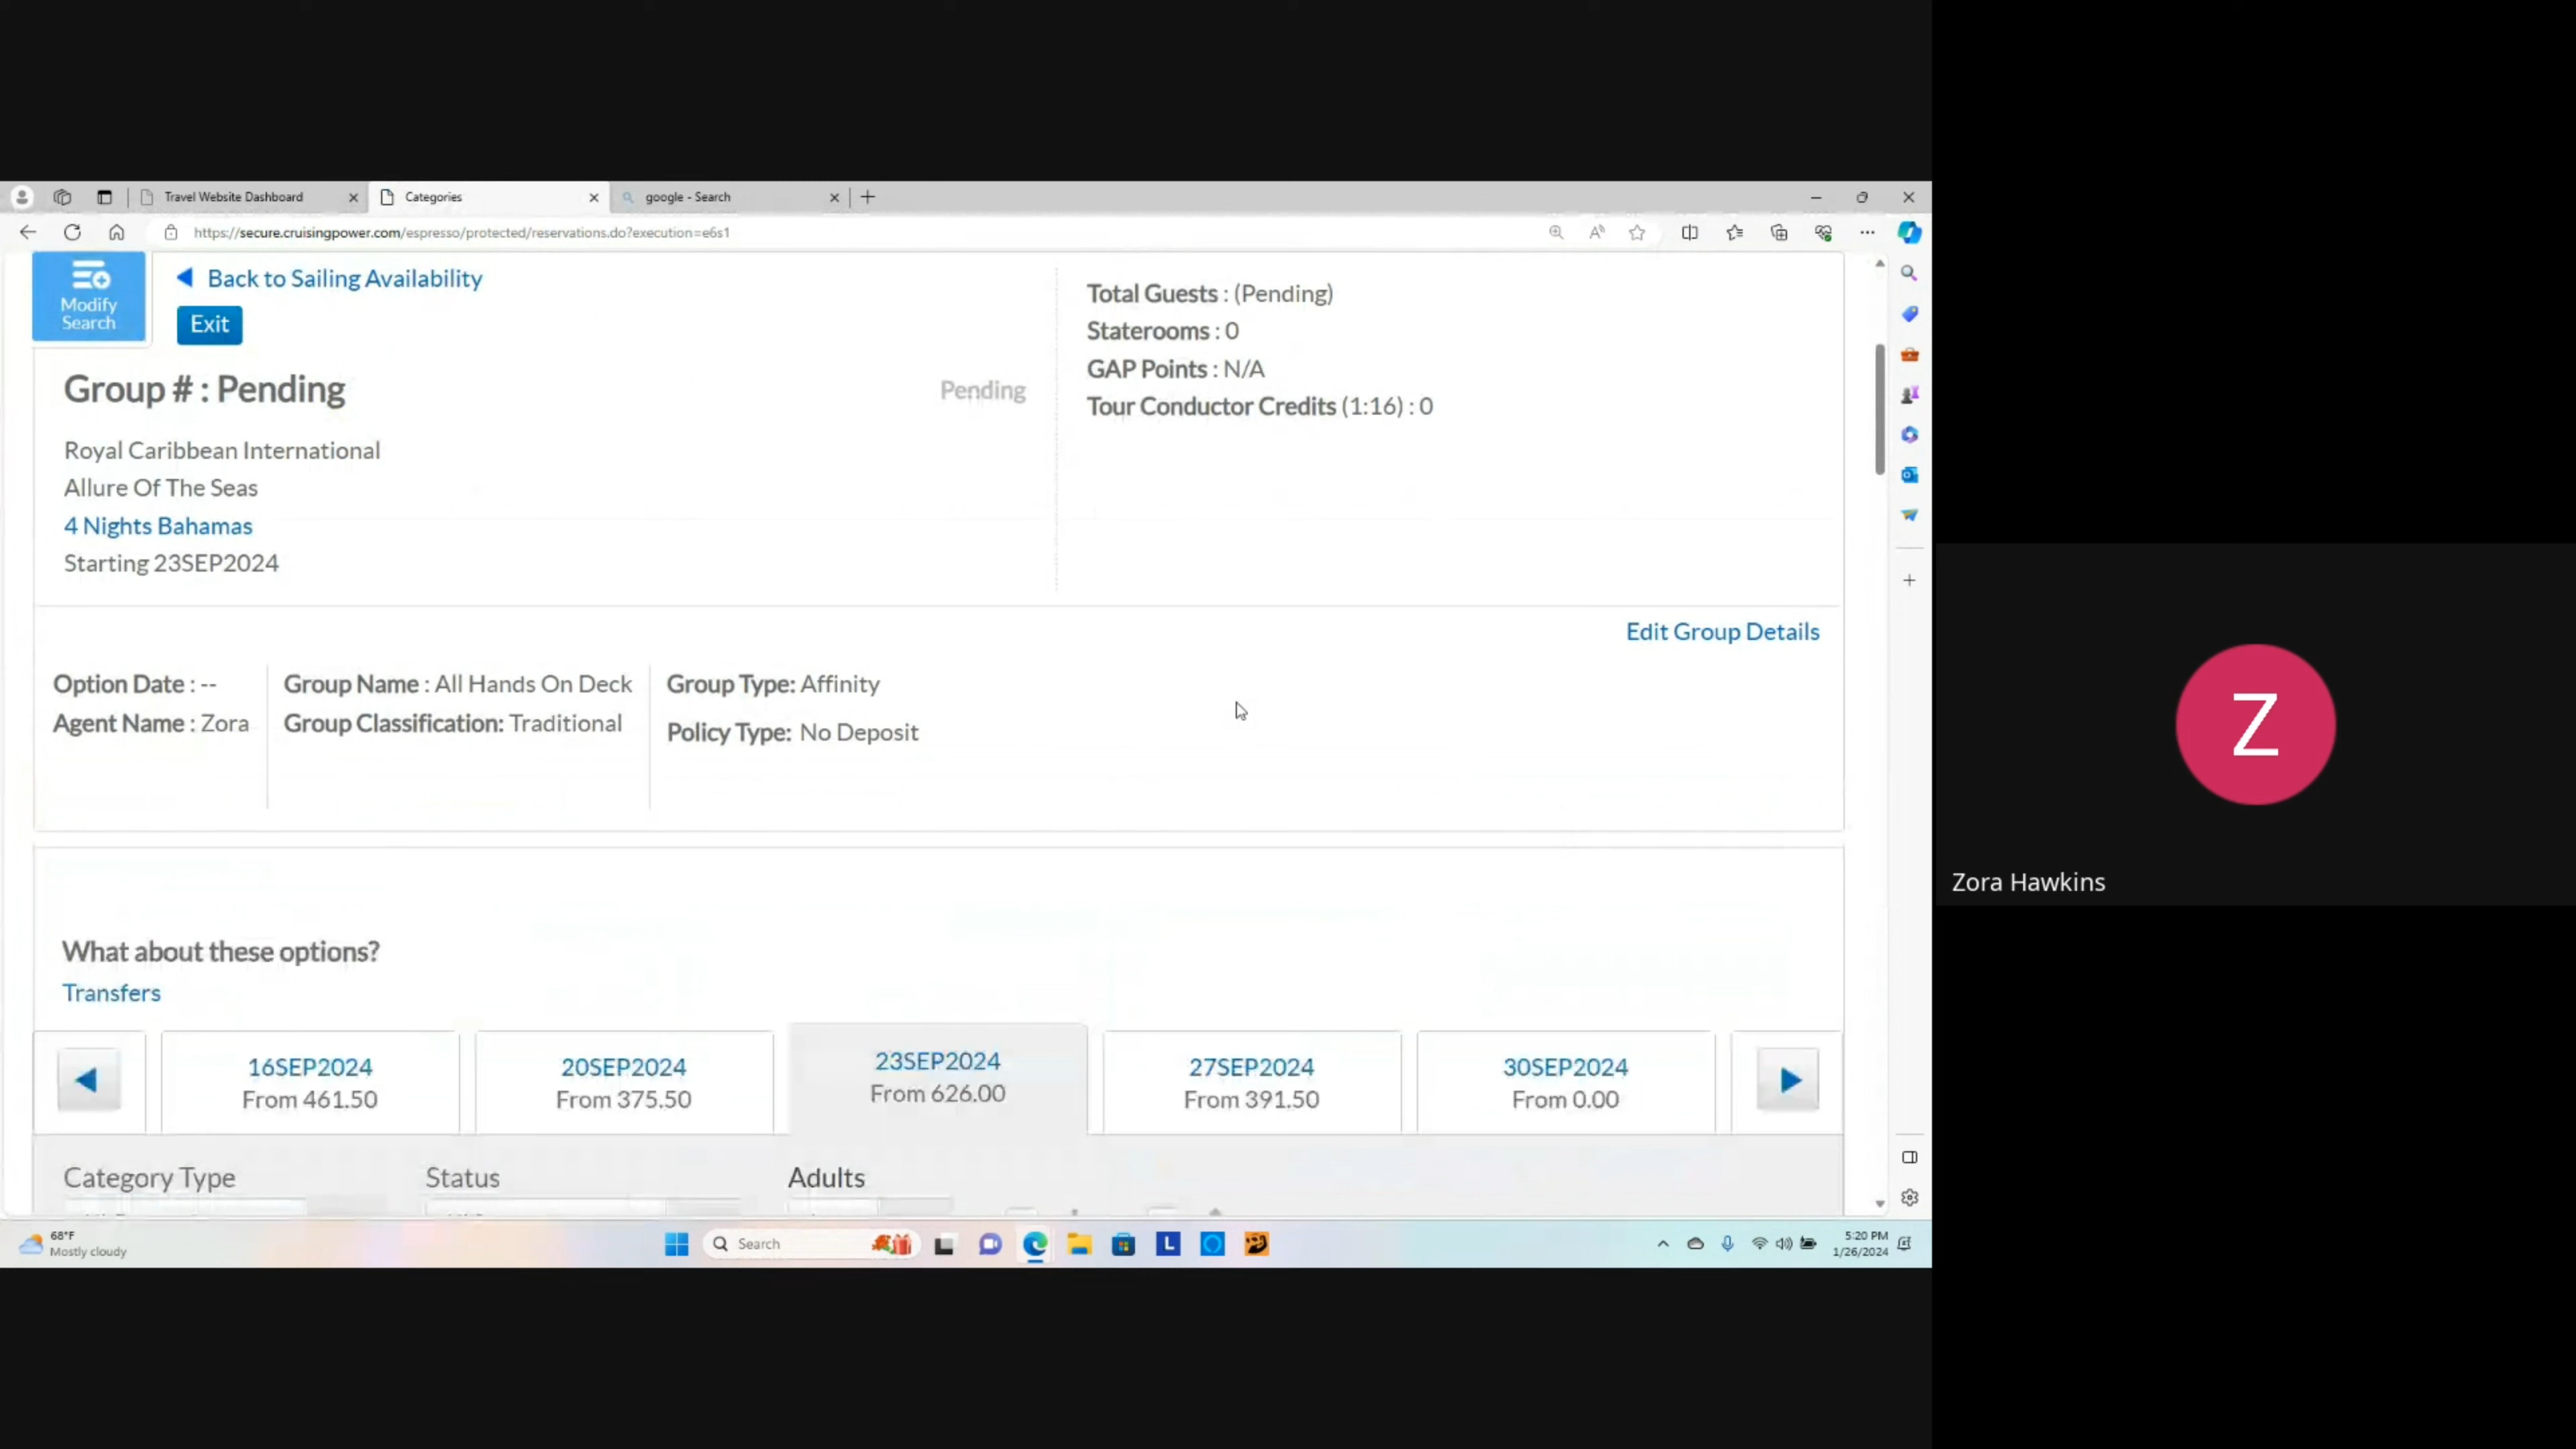 Travel Website Dashboard
Categories
google - Search
https://secure.cruisingpower.com/espresso/protected/reservations.do?execution=e6s1
Modify
Search
Back to Sailing Availability
Exit
Group # : Pending
Pending
Royal Caribbean International
Allure Of The Seas
4 Nights Bahamas
Starting 23SEP2024
Total Guests : (Pending)
Staterooms : 0
GAP Points : N/A
Tour Conductor Credits (1:16) : 0
Edit Group Details
Option Date : --
Agent Name : Zora
Group Name : All Hands On Deck
Group Classification: Traditional
Group Type: Affinity
Policy Type: No Deposit
What about these options?
Transfers
16SEP2024
From 461.50
20SEP2024
From 375.50
23SEP2024
From 626.00
27SEP2024
From 391.50
30SEP2024
From 0.00
Category Type
Status
Adults
68°F
Mostly cloudy
Search
L
5:20 PM
1/26/2024
Z
Zora Hawkins